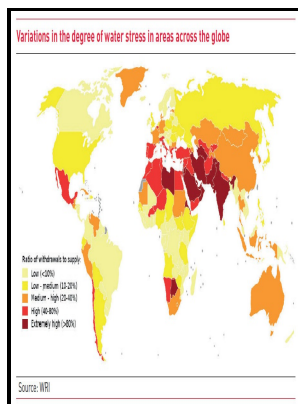 Variations in the degree of water stress in areas across the globe
Ratio of withdrawals to supply:
Low (<10%)
Low - medium (10-20%)
Medium - high (20-40%)
High (40-80%)
Extremely high (>80%)
Source: WRI